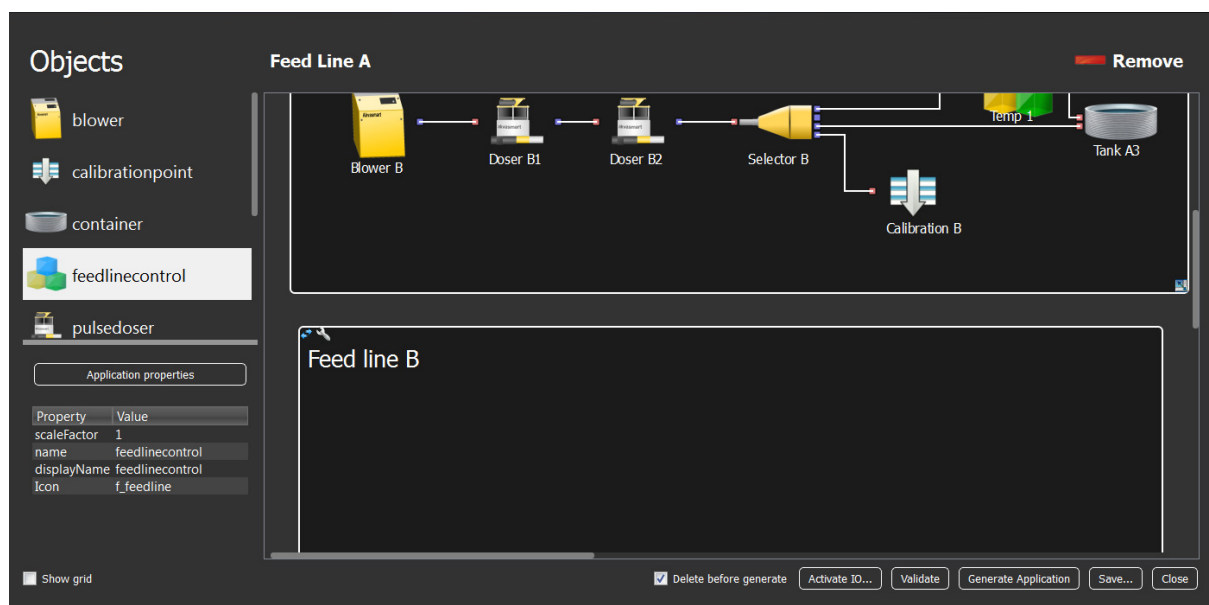 Objects
Feed Line A
Remove
blower
calibrationpoint
container
feedlinecontrol
pulsedoser
Blower B
Doser B1
Doser B2
Selector B
Temp 1
Tank A3
Calibration B
Feed line B
Application properties
Property Value
scaleFactor 1
name feedlinecontrol
displayName feedlinecontrol
Icon f_feedline
Show grid
Delete before generate
Activate IO...
Validate
Generate Application
Save...
Close